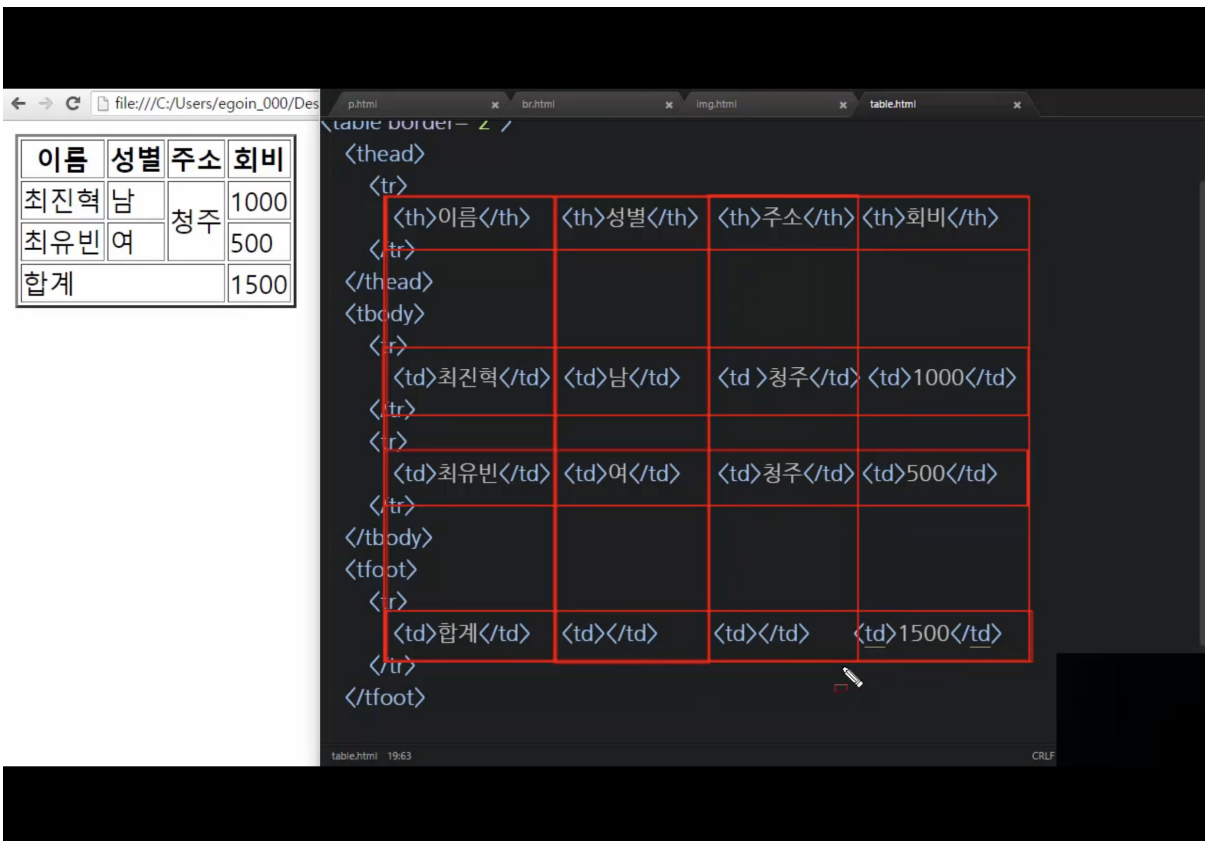 file:///C:/Users/egoin_000/Des
p.html
br.html
img.html
table.html
이름 성별 주소 회비
최진혁 남 청주 1000
최유빈 여 500
합계 1500
<table border="2">
<thead>
<tr>
<th>이름</th> <th>성별</th> <th>주소</th> <th>회비</th>
</tr>
</thead>
<tbody>
<tr>
<td>최진혁</td> <td>남</td> <td >청주</td> <td>1000</td>
</tr>
<tr>
<td>최유빈</td> <td>여</td> <td>청주</td> <td>500</td>
</tr>
</tbody>
<tfoot>
<tr>
<td>합계</td> <td></td> <td></td> <td>1500</td>
</tr>
</tfoot>
table.html 19:63
CRLF